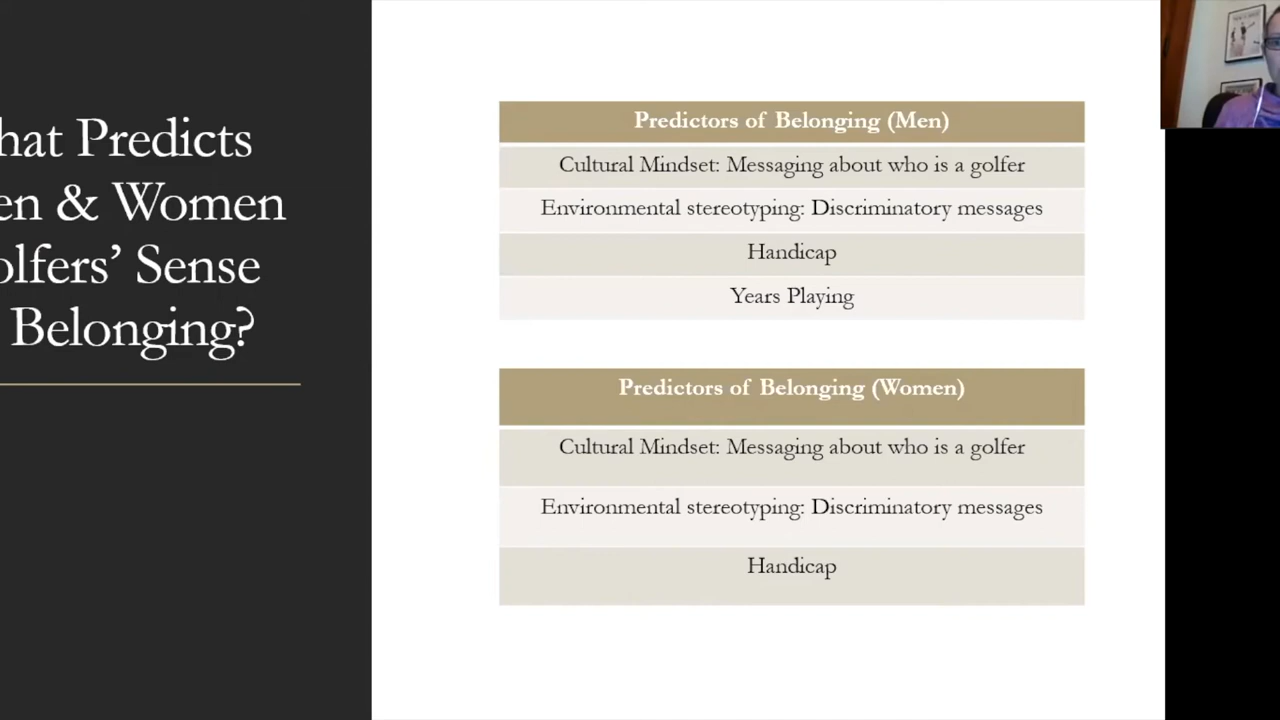 hat Predicts
en & Women
olfers’ Sense
Belonging?
Predictors of Belonging (Men)
Cultural Mindset: Messaging about who is a golfer
Environmental stereotyping: Discriminatory messages
Handicap
Years Playing
Predictors of Belonging (Women)
Cultural Mindset: Messaging about who is a golfer
Environmental stereotyping: Discriminatory messages
Handicap